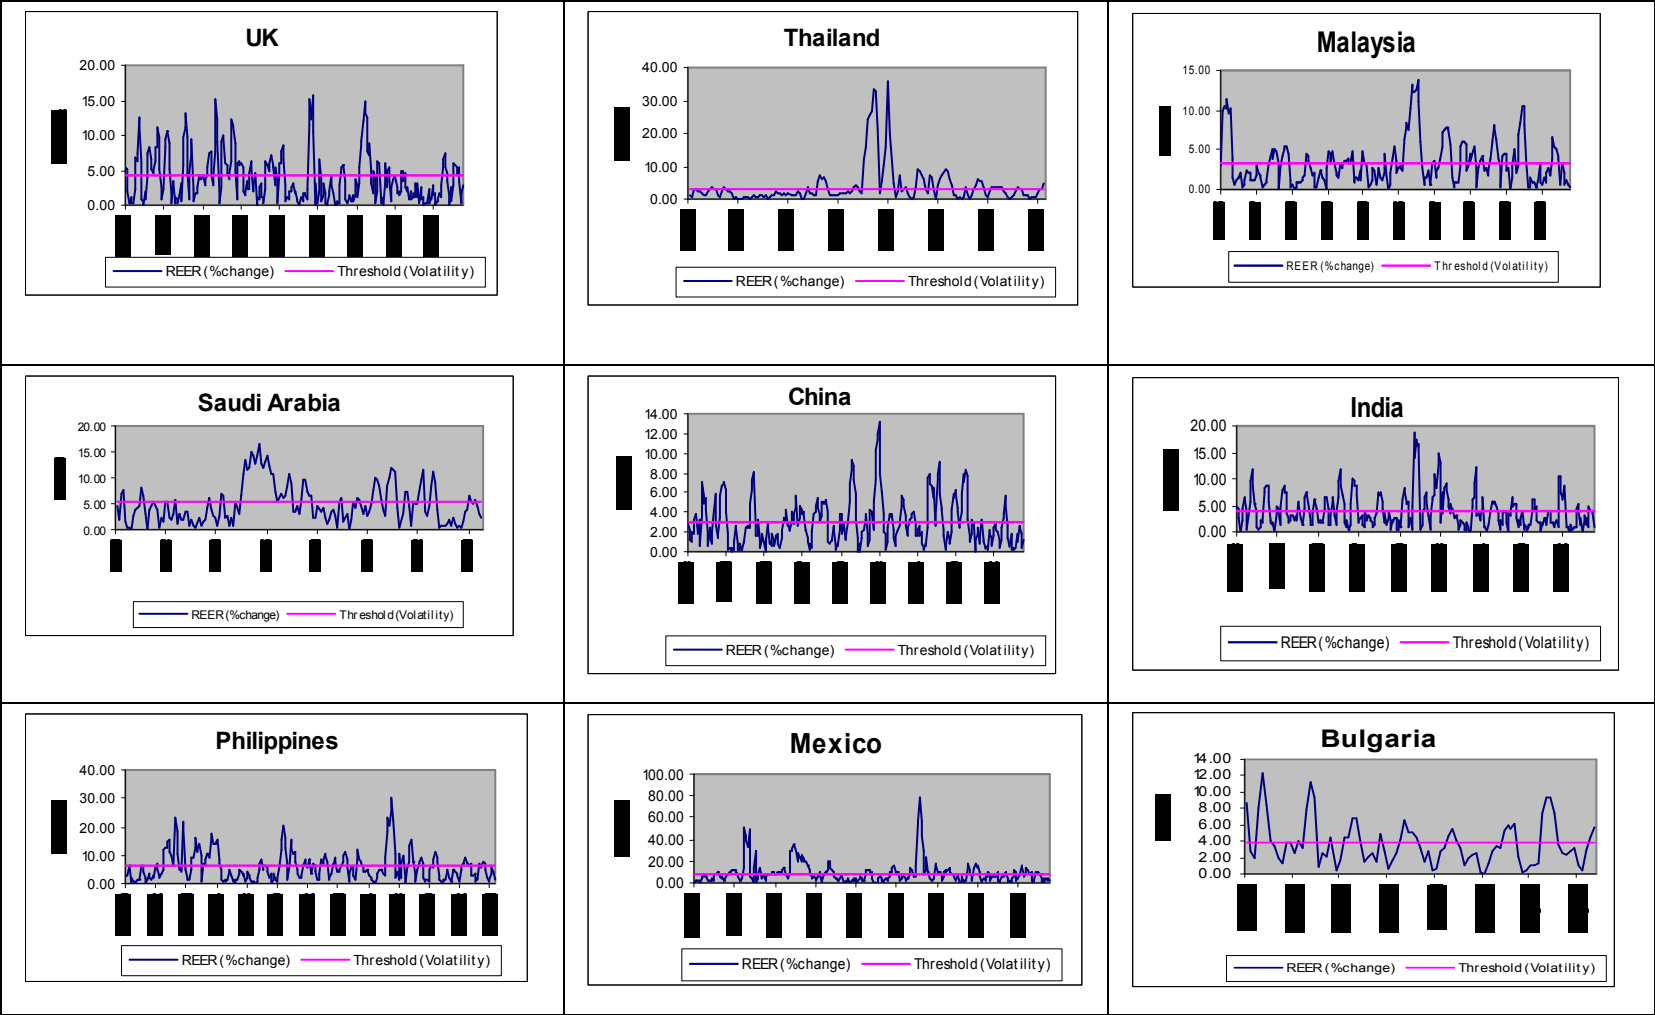 UK
20.00
15.00
10.00
5.00
0.00
REER (%change) Threshold (Volatility)
Thailand
40.00
30.00
20.00
10.00
0.00
REER (%change) Threshold (Volatility)
Malaysia
15.00
10.00
5.00
0.00
REER (%change) Threshold (Volatility)
Saudi Arabia
20.00
15.00
10.00
5.00
0.00
REER (%change) Threshold (Volatility)
China
14.00
12.00
10.00
8.00
6.00
4.00
2.00
0.00
REER (%change) Threshold (Volatility)
India
20.00
15.00
10.00
5.00
0.00
REER (%change) Threshold (Volatility)
Philippines
40.00
30.00
20.00
10.00
0.00
REER (%change) Threshold (Volatility)
Mexico
100.00
80.00
60.00
40.00
20.00
0.00
REER (%change) Threshold (Volatility)
Bulgaria
14.00
12.00
10.00
8.00
6.00
4.00
2.00
0.00
REER (%change) Threshold (Volatility)